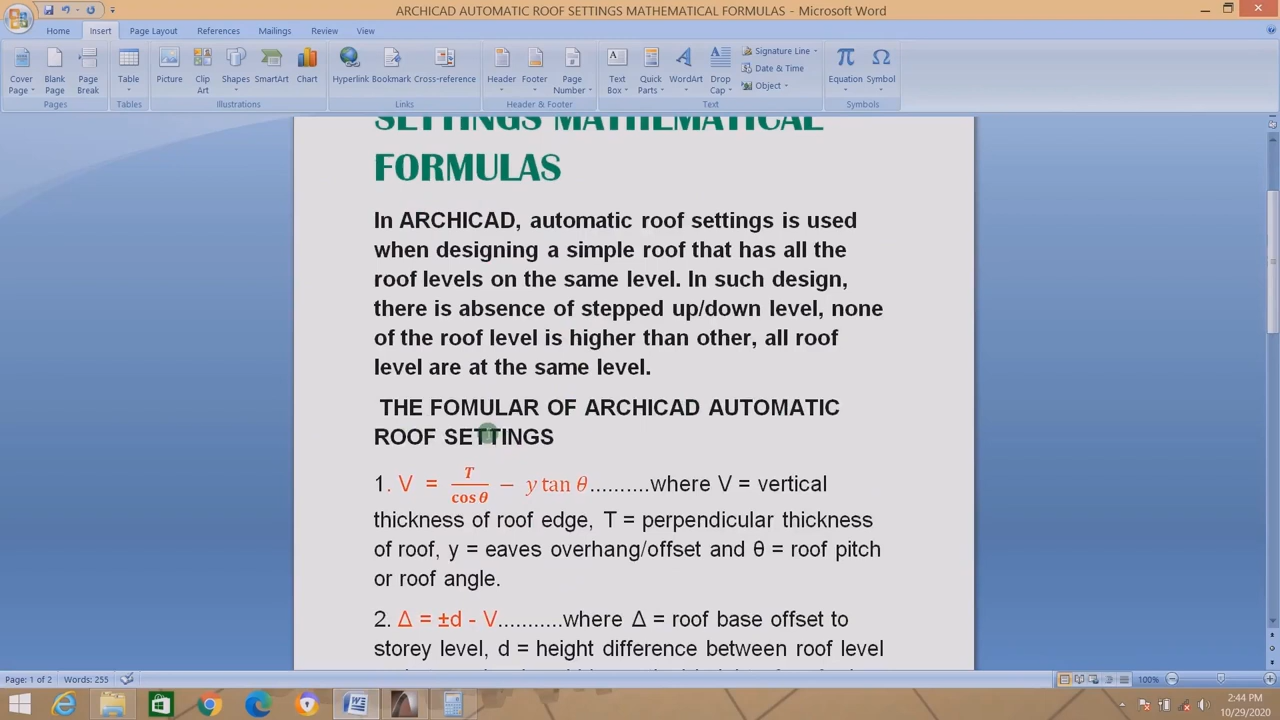 ARCHICAD AUTOMATIC ROOF SETTINGS MATHEMATICAL FORMULAS - Microsoft Word
Home Insert Page Layout References Mailings Review View
Cover Page Blank Page Page Break Table Picture Clip Art Shapes SmartArt Chart Hyperlink Bookmark Cross-reference Header Footer Page Number Text Box Quick Parts WordArt Drop Cap Signature Line Date & Time Object Equation Symbol
Pages Tables Illustrations Links Header & Footer Text Symbols
SETTINGS MATHEMATICAL
FORMULAS
In ARCHICAD, automatic roof settings is used
when designing a simple roof that has all the
roof levels on the same level. In such design,
there is absence of stepped up/down level, none
of the roof level is higher than other, all roof
level are at the same level.
THE FOMULAR OF ARCHICAD AUTOMATIC
ROOF SETTINGS
1. V = T/cos θ − y tan θ..........where V = vertical
thickness of roof edge, T = perpendicular thickness
of roof, y = eaves overhang/offset and θ = roof pitch
or roof angle.
2. Δ = ±d - V...........where Δ = roof base offset to
storey level, d = height difference between roof level
Page: 1 of 2 Words: 255 100%
2:44 PM
10/29/2020